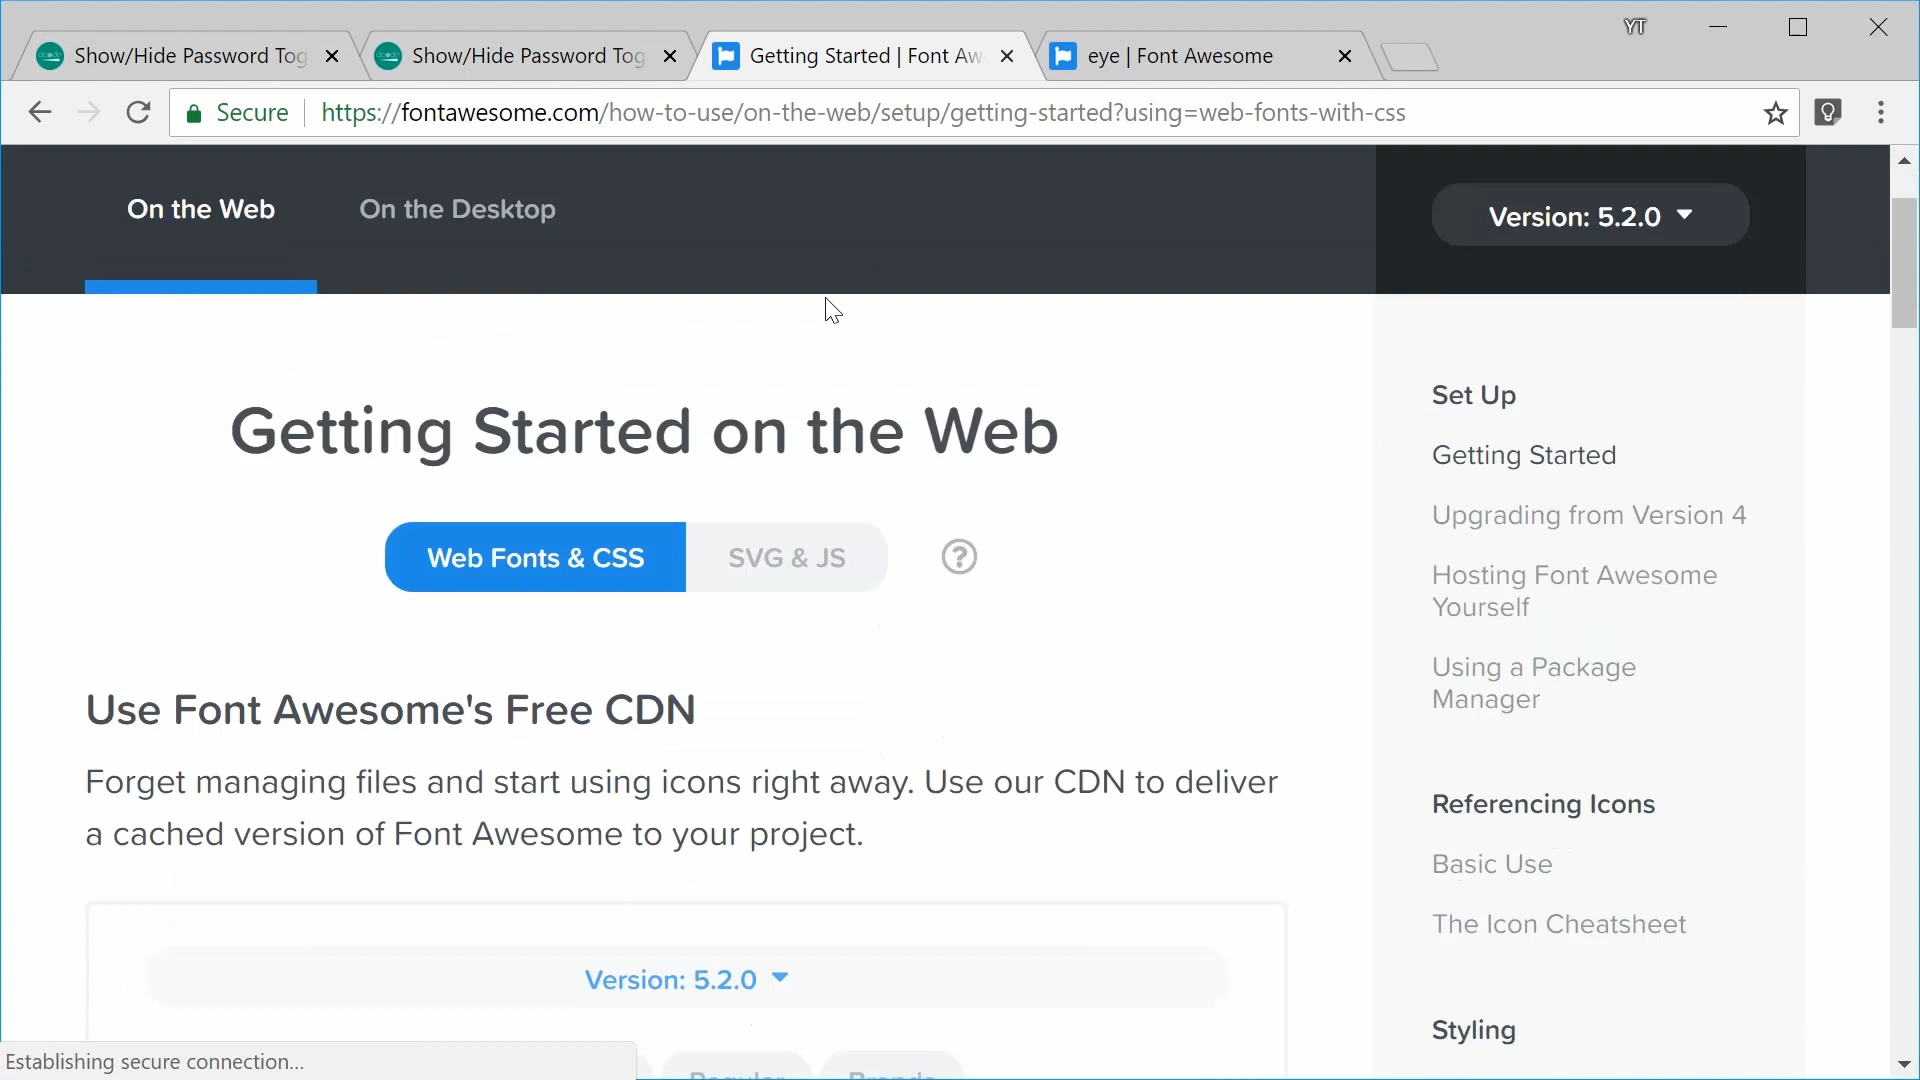 YT
Show/Hide Password Tog
Show/Hide Password Tog
Getting Started | Font Aw
eye | Font Awesome
Secure
https://fontawesome.com/how-to-use/on-the-web/setup/getting-started?using=web-fonts-with-css
On the Web
On the Desktop
Version: 5.2.0
Getting Started on the Web
Web Fonts & CSS
SVG & JS
?
Use Font Awesome's Free CDN
Forget managing files and start using icons right away. Use our CDN to deliver
a cached version of Font Awesome to your project.
Version: 5.2.0
Regular
Brands
Set Up
Getting Started
Upgrading from Version 4
Hosting Font Awesome
Yourself
Using a Package
Manager
Referencing Icons
Basic Use
The Icon Cheatsheet
Styling
Establishing secure connection...